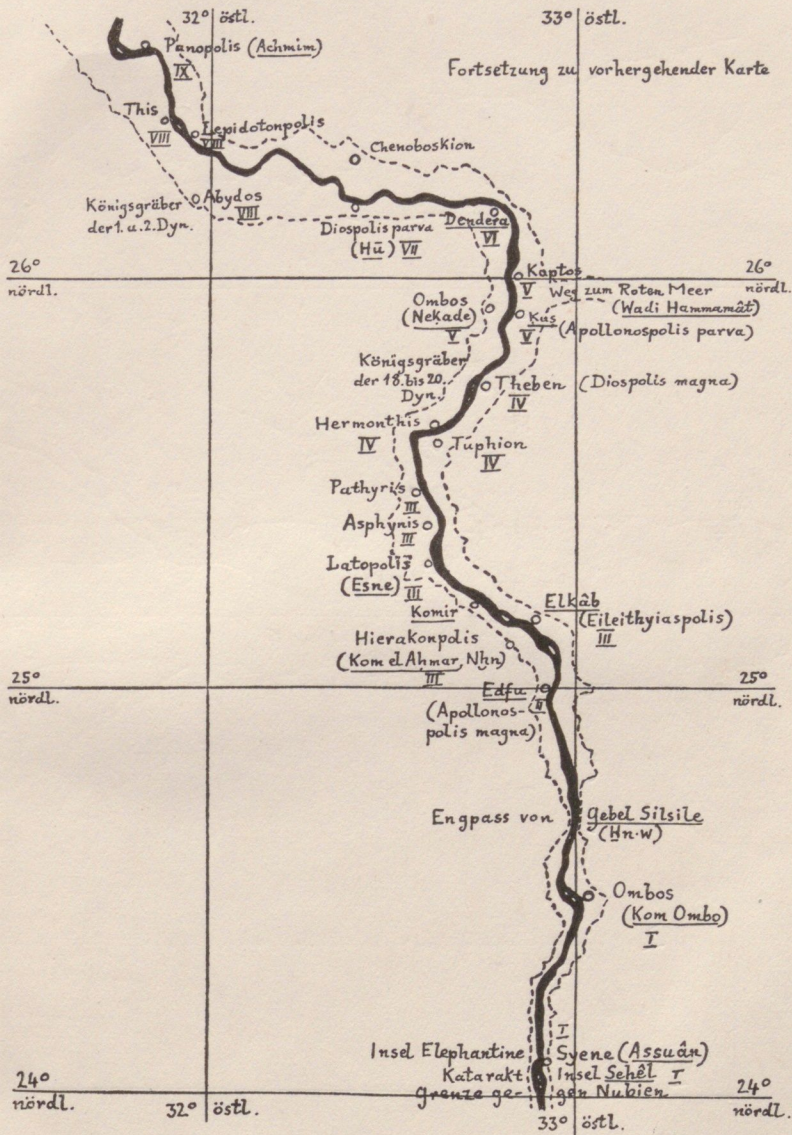 32° östl.
33° östl.
Panopolis (Achmim)
IX
Fortsetzung zu vorhergehender Karte
This
VIII
Lepidotonpolis
VIII
Chenoboskion
Königsgräber
der 1. u. 2. Dyn.
Abydos
VIII
Diospolis parva
(Hū) VII
Dendera
VI
26°
nördl.
26°
nördl.
Kaptos
V
Weg zum Roten Meer
(Wadi Hammamât)
Ombos
(Neḳade)
V
Kus (Apollonospolis parva)
V
Königsgräber
der 18. bis 20.
Dyn.
Theben (Diospolis magna)
IV
Hermonthis
IV
Tuphion
IV
Pathyris
III
Asphynis
III
Latopolis
(Esne)
III
Komir
Elkâb
(Eileithyiaspolis)
III
Hierakonpolis
(Kom el Ahmar, Nḫn)
III
25°
nördl.
25°
nördl.
Edfu
II
(Apollonos-
polis magna)
Engpass von Gebel Silsile
(H̱n·w)
Ombos
(Kom Ombo)
I
I
Insel Elephantine
Syene (Assuân)
Katarakt
Insel Sehêl I
Grenze ge- gen Nubien
24°
nördl.
24°
nördl.
32° östl.
33° östl.